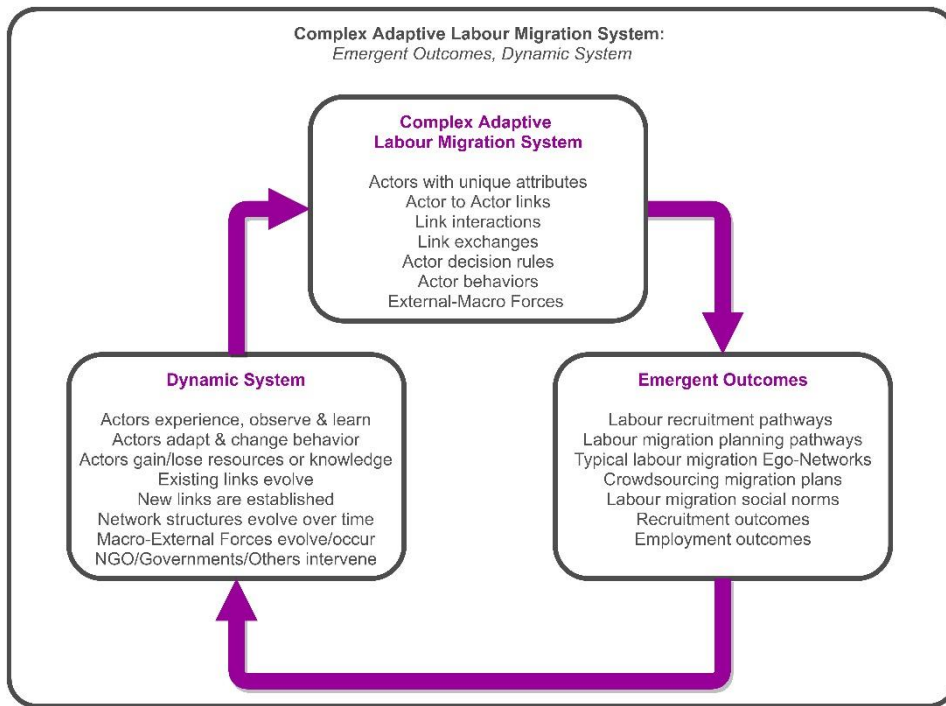 Complex Adaptive Labour Migration System:
Emergent Outcomes, Dynamic System
Complex Adaptive
Labour Migration System
Actors with unique attributes
Actor to Actor links
Link interactions
Link exchanges
Actor decision rules
Actor behaviors
External-Macro Forces
Dynamic System
Actors experience, observe & learn
Actors adapt & change behavior
Actors gain/lose resources or knowledge
Existing links evolve
New links are established
Network structures evolve over time
Macro-External Forces evolve/occur
NGO/Governments/Others intervene
Emergent Outcomes
Labour recruitment pathways
Labour migration planning pathways
Typical labour migration Ego-Networks
Crowdsourcing migration plans
Labour migration social norms
Recruitment outcomes
Employment outcomes